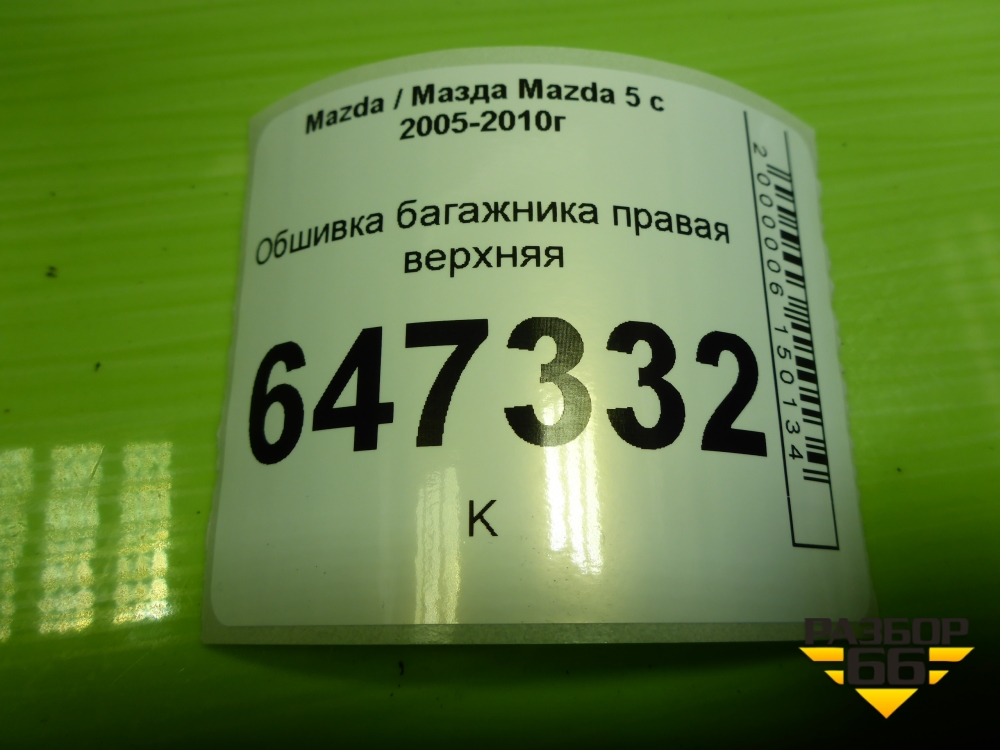 Mazda / Мазда Mazda 5 с
2005-2010г
Обшивка багажника правая
верхняя
647332
К
2000006150134
РАЗБОР
66